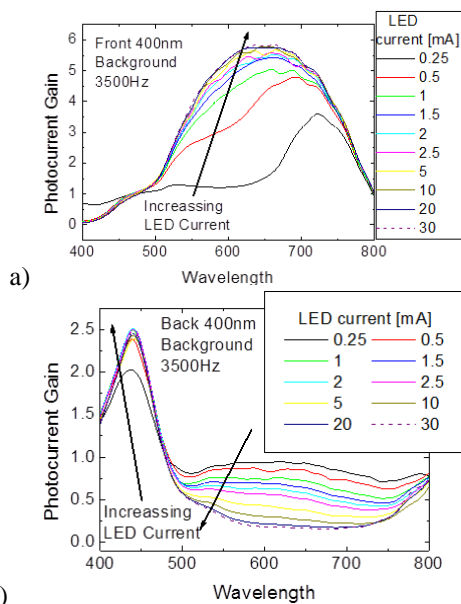 LED
current [mA]
0.25
0.5
1
1.5
2
2.5
5
10
20
30
6
5
4
3
2
1
0
Photocurrent Gain
Front 400nm
Background
3500Hz
Increassing
LED Current
400 500 600 700 800
Wavelength
a)
LED current [mA]
0.25 0.5
1 1.5
2 2.5
5 10
20 30
2.5
2.0
1.5
1.0
0.5
0.0
Photocurrent Gain
Back 400nm
Background
3500Hz
Increassing
LED Current
400 500 600 700 800
Wavelength
)